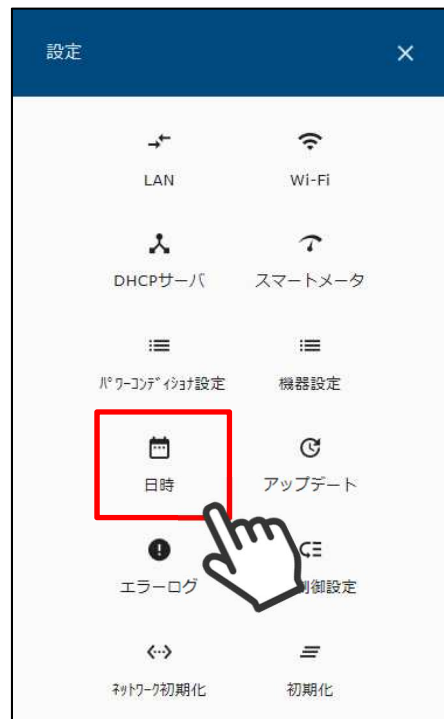 設定
LAN
Wi-Fi
DHCPサーバ
スマートメータ
ﾊﾟﾜｰｺﾝﾃﾞｨｼｮﾅ設定
機器設定
日時
アップデート
エラーログ
制御設定
ﾈｯﾄﾜｰｸ初期化
初期化